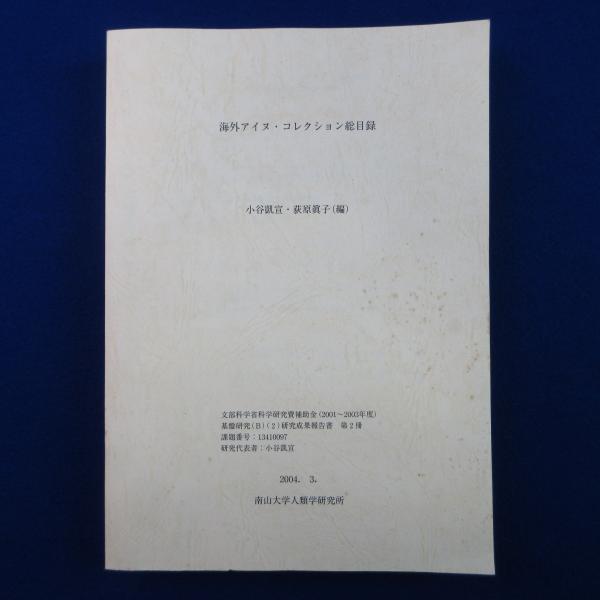 海外アイヌ・コレクション総目録
小谷凱宣・荻原眞子(編)
文部科学省科学研究費補助金(2001～2003年度)
基盤研究(B)(2)研究成果報告書 第2冊
課題番号:13410097
研究代表者:小谷凱宣
2004. 3.
南山大学人類学研究所